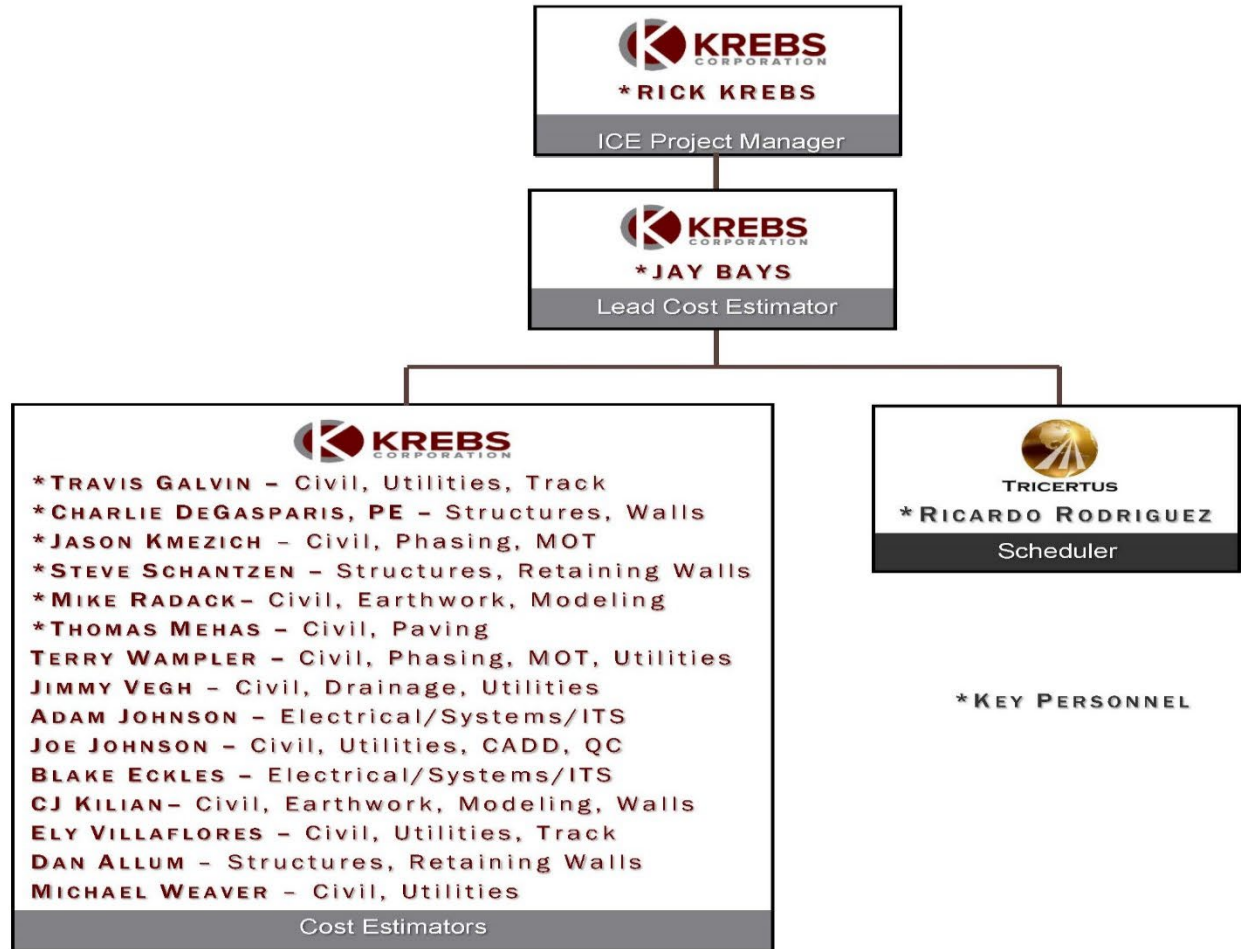 KREBS
CORPORATION
*RICK KREBS
ICE Project Manager
KREBS
CORPORATION
*JAY BAYS
Lead Cost Estimator
KREBS
CORPORATION
*TRAVIS GALVIN – Civil, Utilities, Track
*CHARLIE DEGASPARIS, PE – Structures, Walls
*JASON KMEZICH – Civil, Phasing, MOT
*STEVE SCHANTZEN – Structures, Retaining Walls
*MIKE RADACK– Civil, Earthwork, Modeling
*THOMAS MEHAS – Civil, Paving
TERRY WAMPLER – Civil, Phasing, MOT, Utilities
JIMMY VEGH – Civil, Drainage, Utilities
ADAM JOHNSON – Electrical/Systems/ITS
JOE JOHNSON – Civil, Utilities, CADD, QC
BLAKE ECKLES – Electrical/Systems/ITS
CJ KILIAN– Civil, Earthwork, Modeling, Walls
ELY VILLAFLORES – Civil, Utilities, Track
DAN ALLUM – Structures, Retaining Walls
MICHAEL WEAVER – Civil, Utilities
Cost Estimators
TRICERTUS
*RICARDO RODRIGUEZ
Scheduler
*KEY PERSONNEL